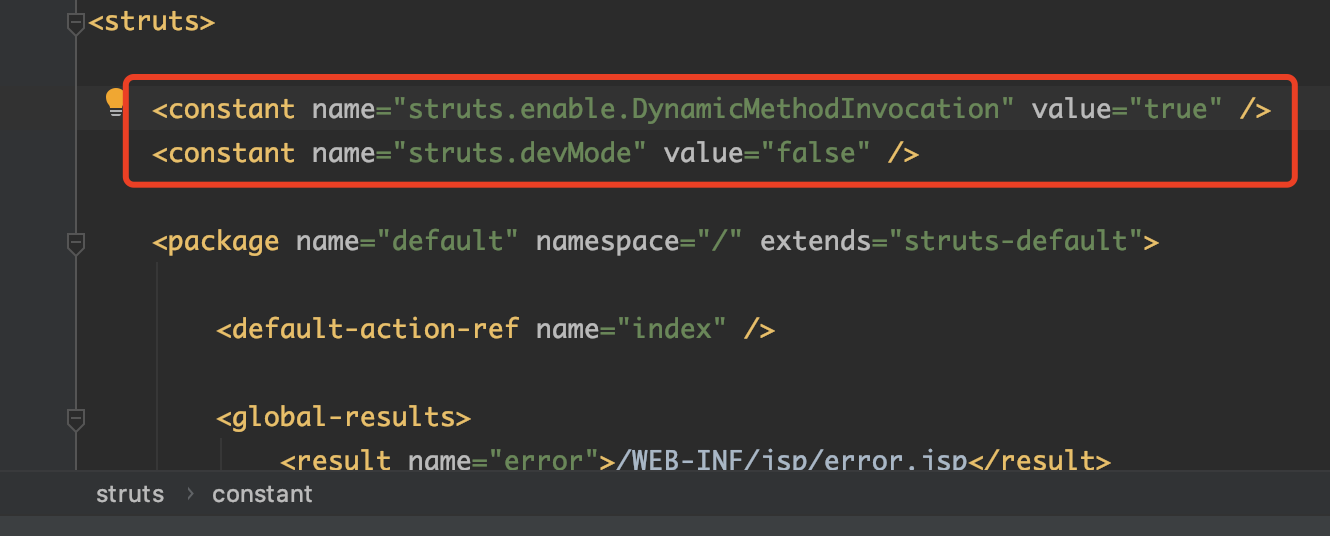 <struts>
<constant name="struts.enable.DynamicMethodInvocation" value="true" />
<constant name="struts.devMode" value="false" />
<package name="default" namespace="/" extends="struts-default">
<default-action-ref name="index" />
<global-results>
<result name="error">/WEB-INF/jsp/error.jsp</result>
struts › constant